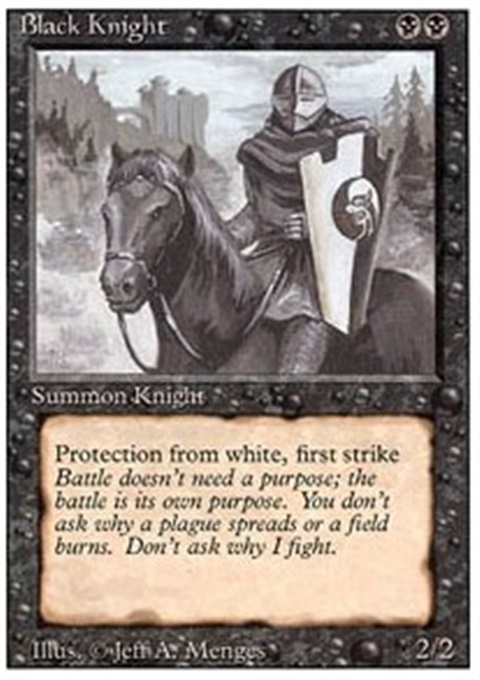 Black Knight
Summon Knight
Protection from white, first strike
Battle doesn't need a purpose; the
battle is its own purpose. You don't
ask why a plague spreads or a field
burns. Don't ask why I fight.
Illus. © Jeff A. Menges
2/2